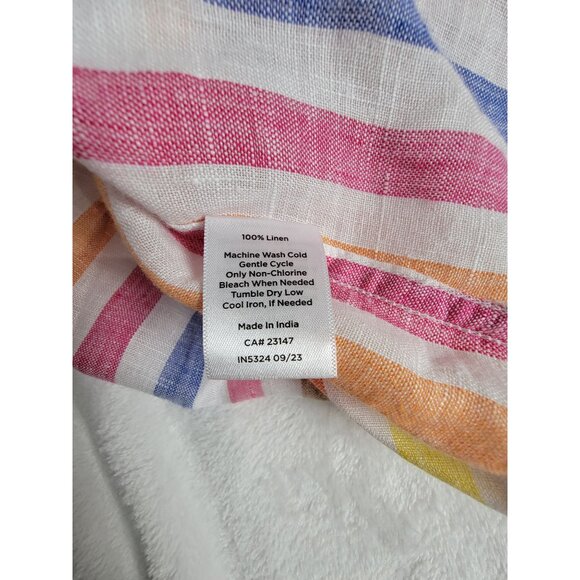 100% Linen
Machine Wash Cold
Gentle Cycle
Only Non-Chlorine
Bleach When Needed
Tumble Dry Low
Cool Iron, If Needed
Made In India
CA# 23147
IN5324 09/23